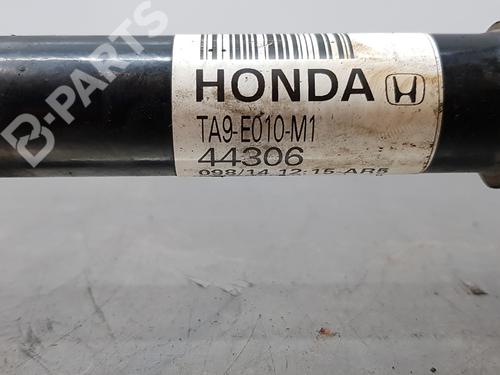 B-PARTS
HONDA
TA9-E010-M1
44306
098/14 12:15-AR5